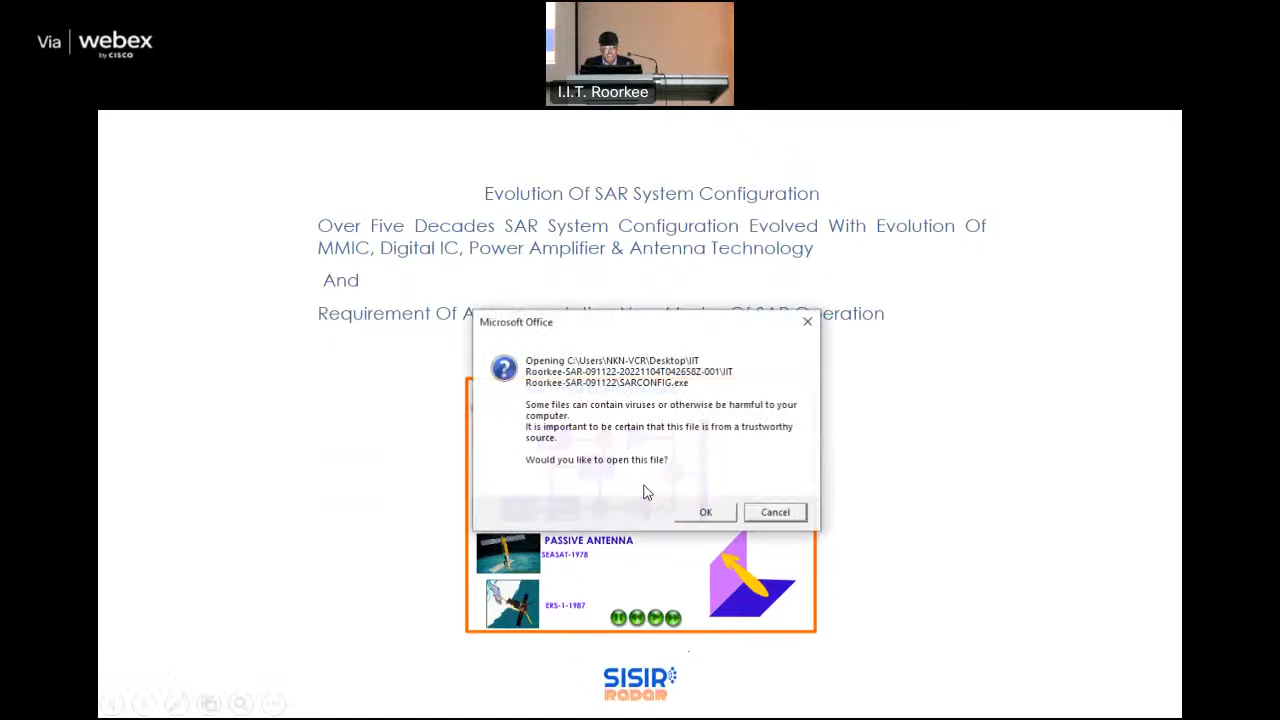 Via webex
by CISCO
I.I.T. Roorkee
Evolution Of SAR System Configuration
Over Five Decades SAR System Configuration Evolved With Evolution Of
MMIC, Digital IC, Power Amplifier & Antenna Technology
And
Requirement Of Operation
Microsoft Office
Opening C:\Users\NKN-VCR\Desktop\IIT
Roorkee-SAR-091122-20221104T042658Z-001\IIT
Roorkee-SAR-091122\SARCONFIG.exe
Some files can contain viruses or otherwise be harmful to your
computer.
It is important to be certain that this file is from a trustworthy
source.
Would you like to open this file?
OK Cancel
PASSIVE ANTENNA
SEASAT-1978
ERS-1-1987
SISIR
RADAR